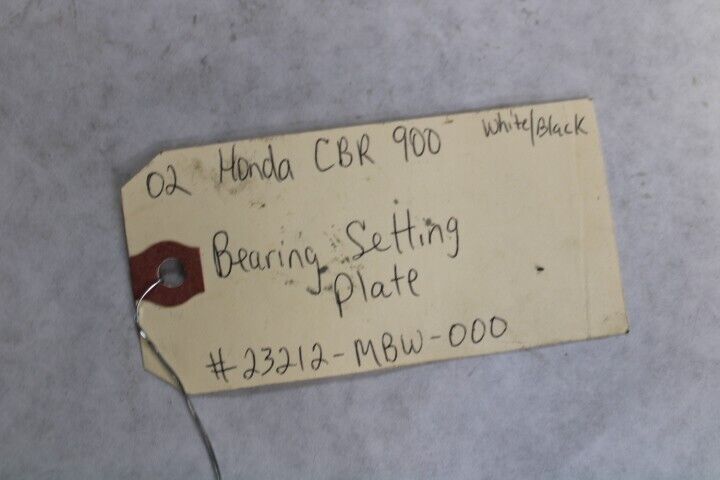 02 Honda CBR 900 White/Black
Bearing Setting
plate
#23212-MBW-000